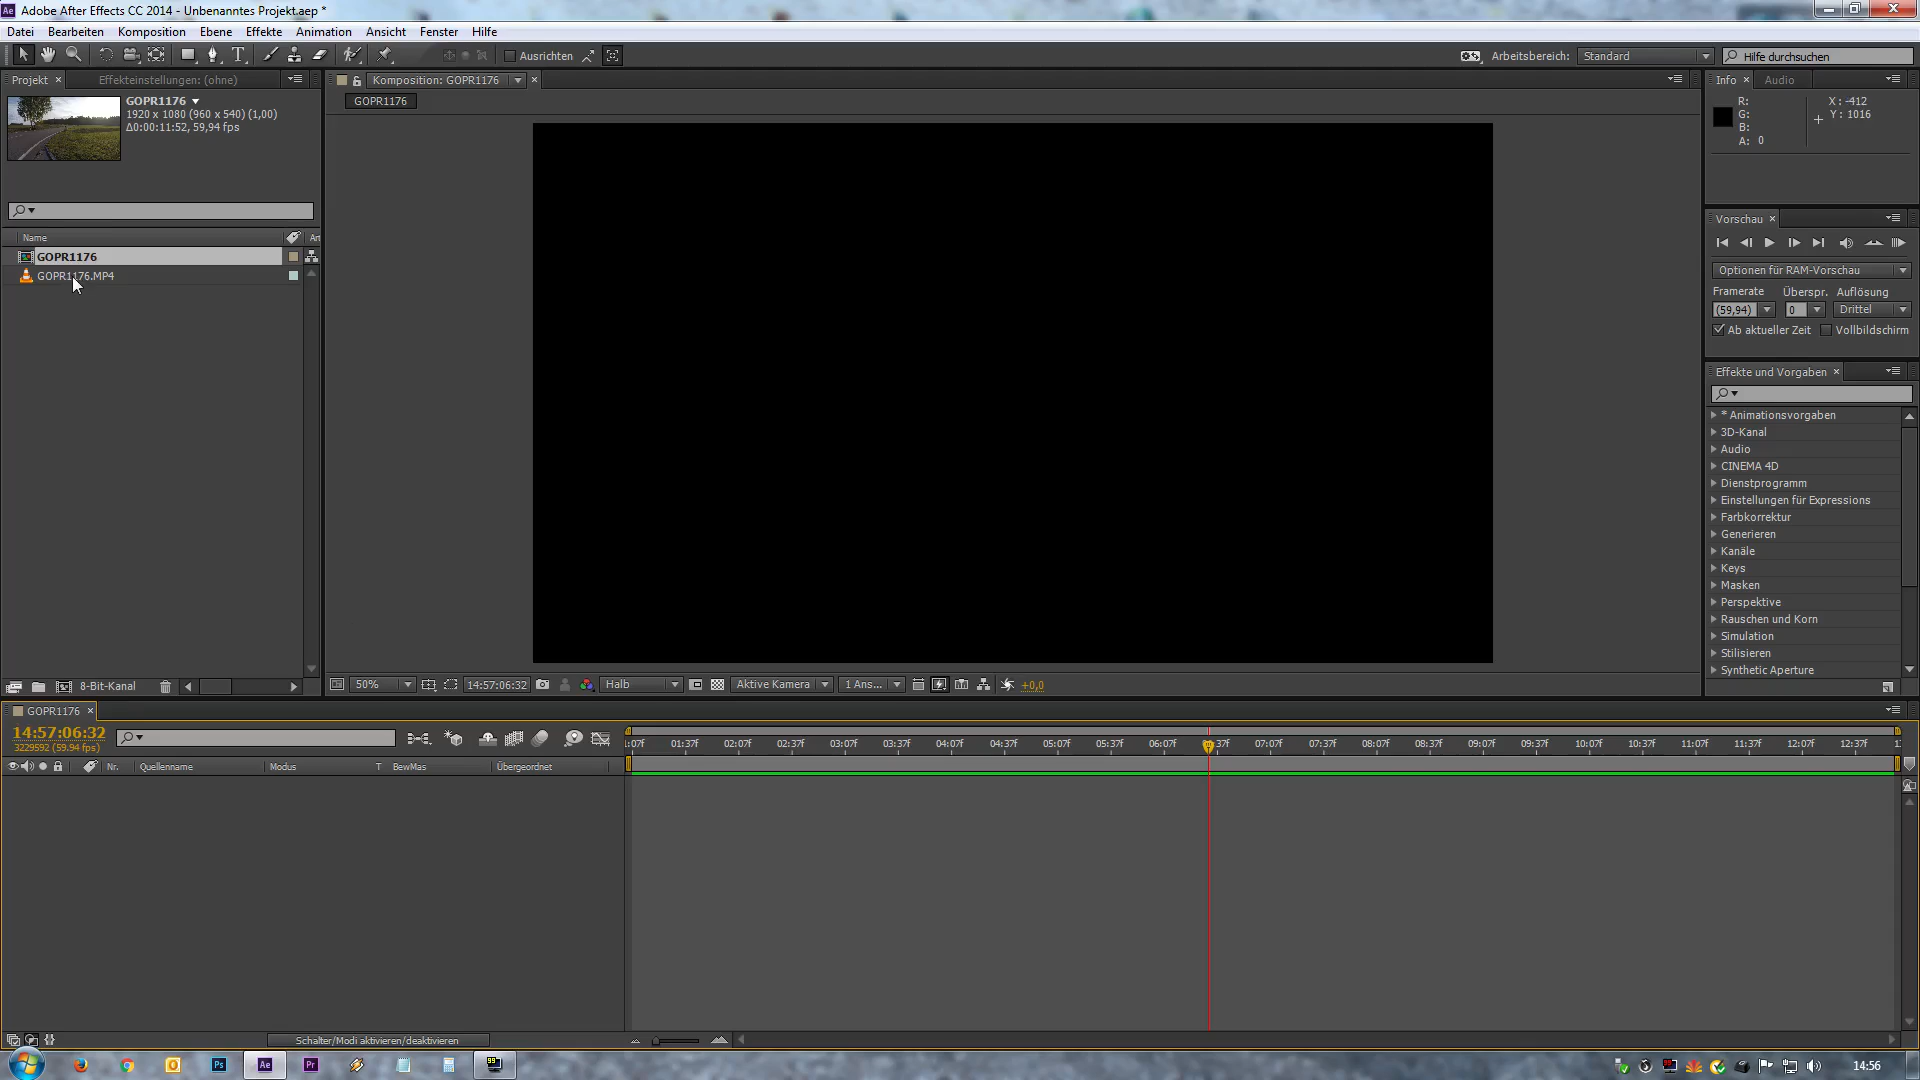 Adobe After Effects CC 2014 - Unbenanntes Projekt.aep *
Datei Bearbeiten Komposition Ebene Effekte Animation Ansicht Fenster Hilfe
Ausrichten
Arbeitsbereich: Standard
Hilfe durchsuchen
Projekt Effekteinstellungen: (ohne)
GOPR1176
1920 x 1080 (960 x 540) (1,00)
Δ0:00:11:52, 59,94 fps
Name
GOPR1176
GOPR1176.MP4
8-Bit-Kanal
Komposition: GOPR1176
GOPR1176
50%
14:57:06:32
Halb
Aktive Kamera
1 Ans...
+0,0
Info Audio
R:
G:
B:
A: 0
X : -412
Y : 1016
Vorschau
Optionen für RAM-Vorschau
Framerate Überspr. Auflösung
(59,94) 0 Drittel
Ab aktueller Zeit Vollbildschirm
Effekte und Vorgaben
* Animationsvorgaben
3D-Kanal
Audio
CINEMA 4D
Dienstprogramm
Einstellungen für Expressions
Farbkorrektur
Generieren
Kanäle
Keys
Masken
Perspektive
Rauschen und Korn
Simulation
Stilisieren
Synthetic Aperture
GOPR1176
14:57:06:32
3229592 (59.94 fps)
Nr. Quellenname Modus T BewMas Übergeordnet
:07f 01:37f 02:07f 02:37f 03:07f 03:37f 04:07f 04:37f 05:07f 05:37f 06:07f 37f 07:07f 07:37f 08:07f 08:37f 09:07f 09:37f 10:07f 10:37f 11:07f 11:37f 12:07f 12:37f
Schalter/Modi aktivieren/deaktivieren
Ps Ae Pr
14:56